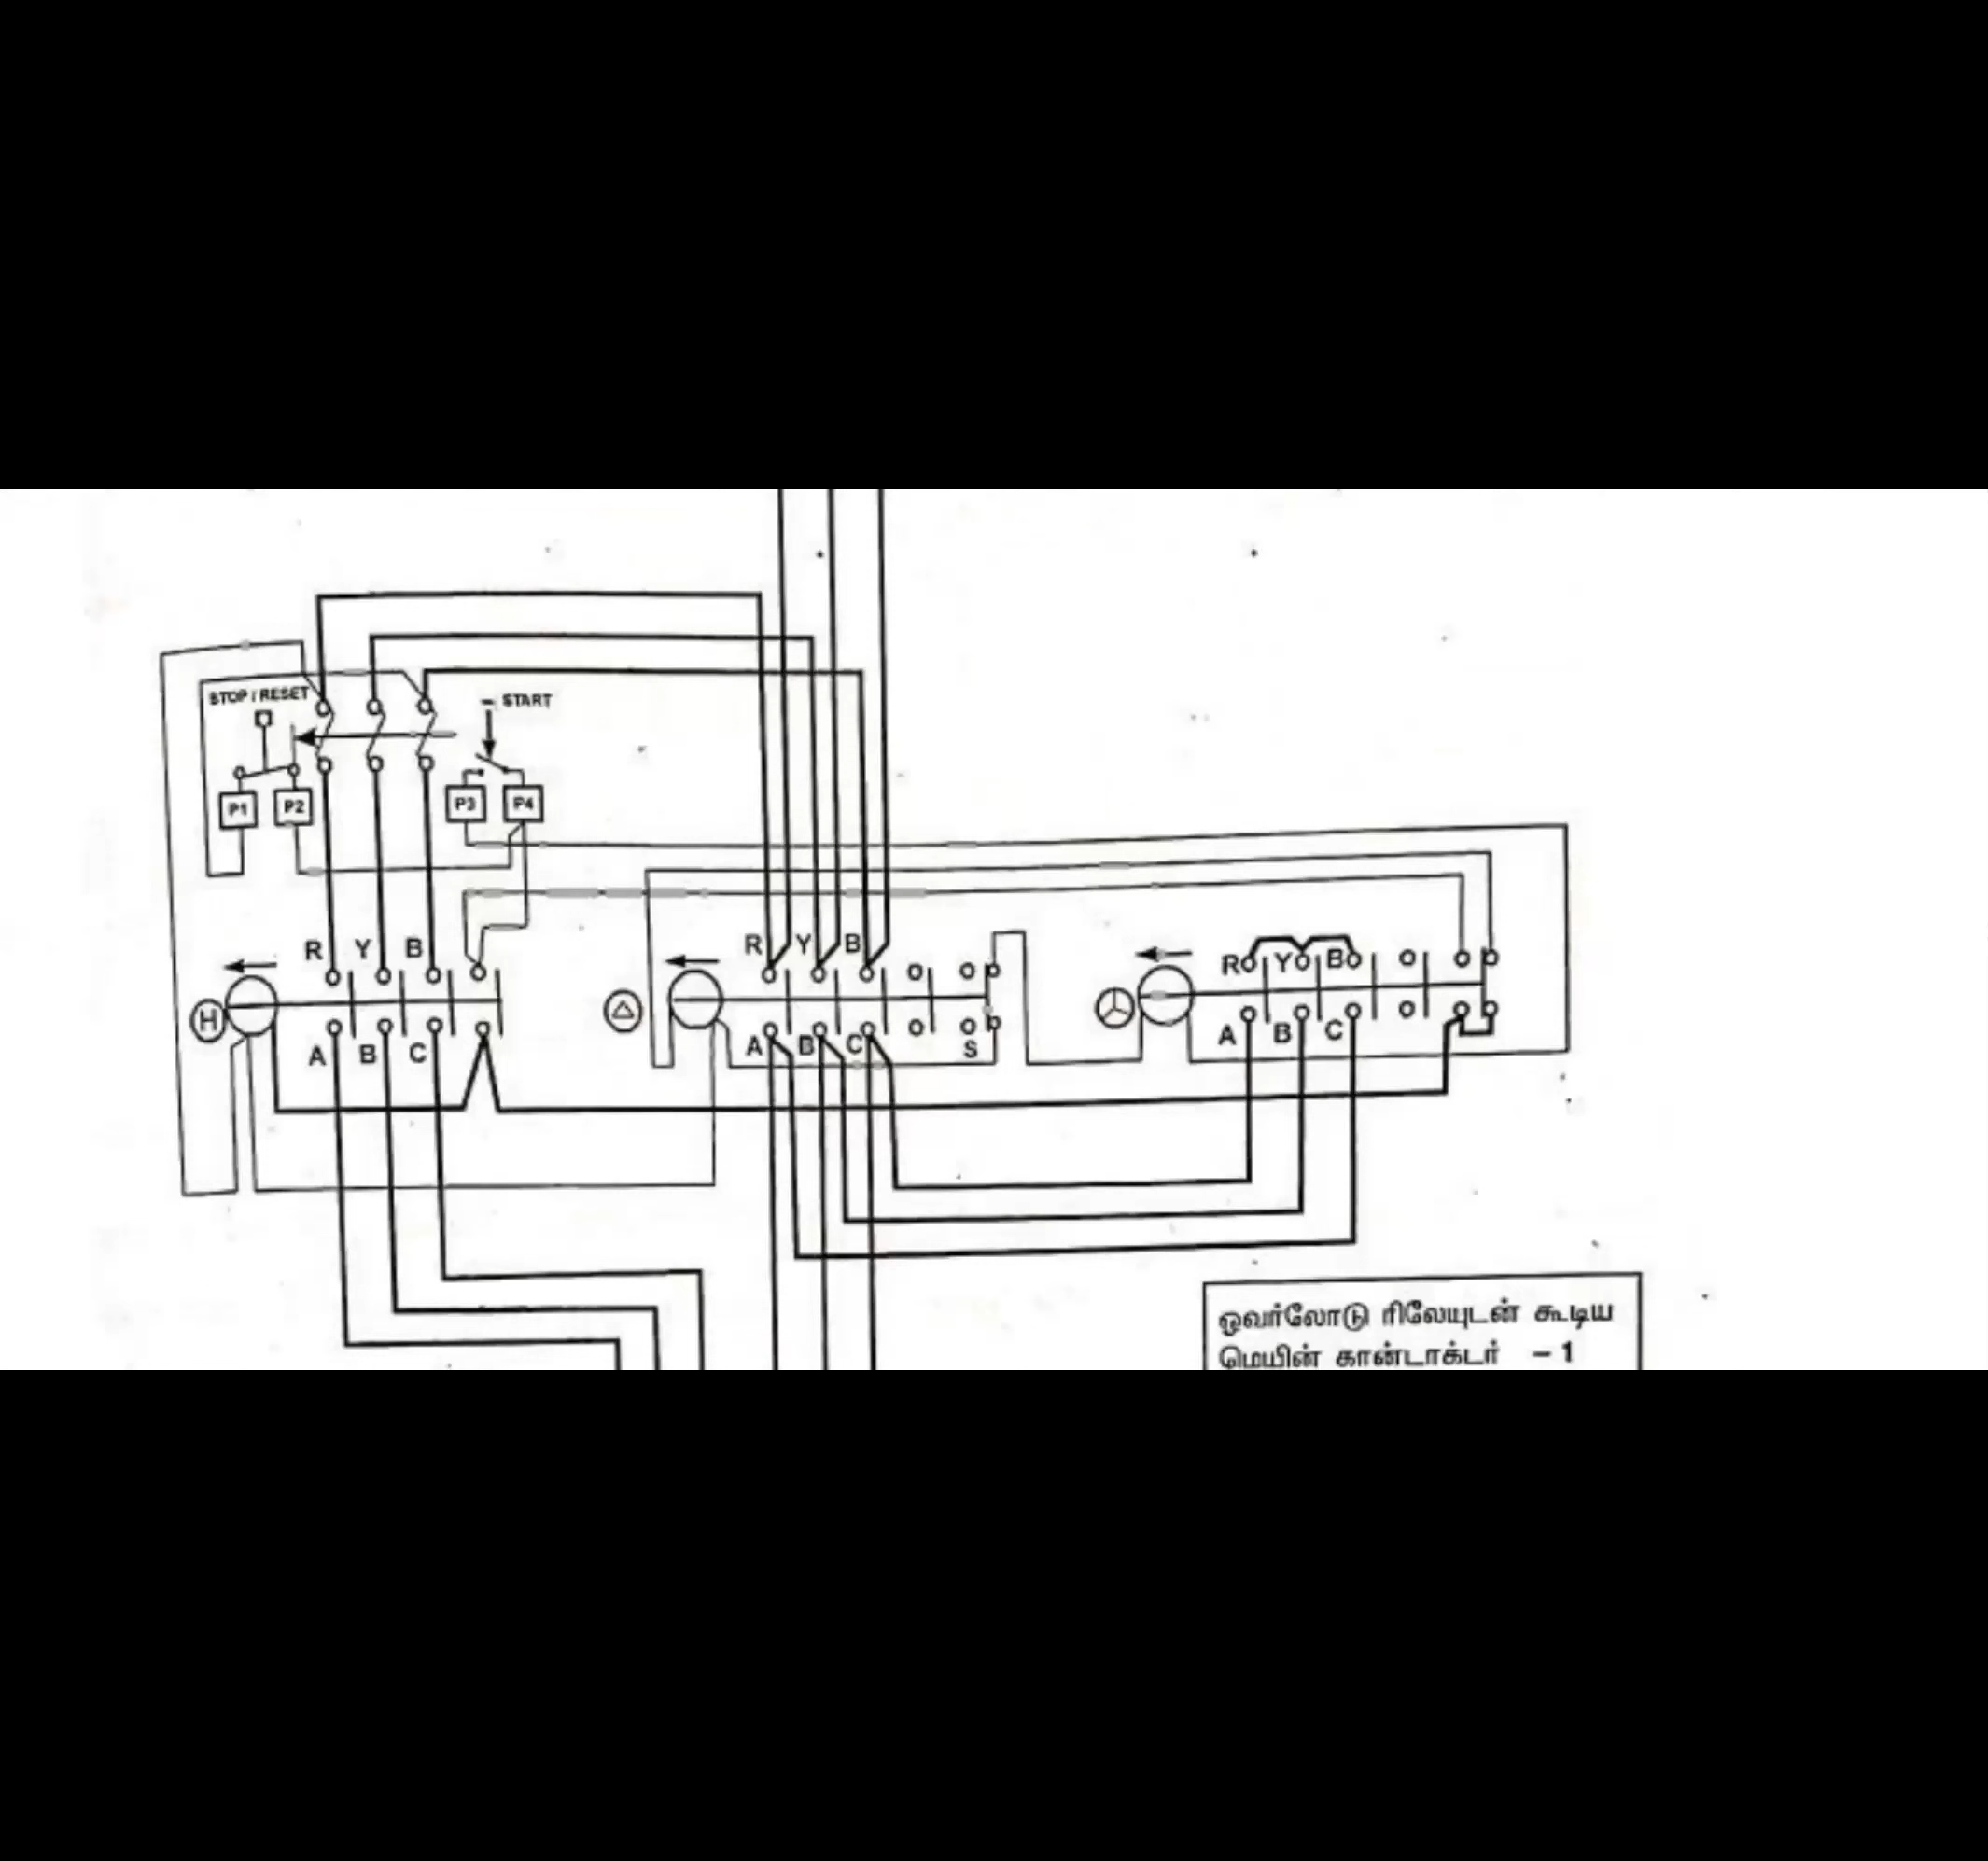 STOP / RESET
START
P1 P2 P3 P4
R Y B
R Y B
R Y B
H
A B C
A B C S
A B C
ஓவர்லோடு ரிலேயுடன் கூடிய
மெயின் கான்டாக்டர் – 1